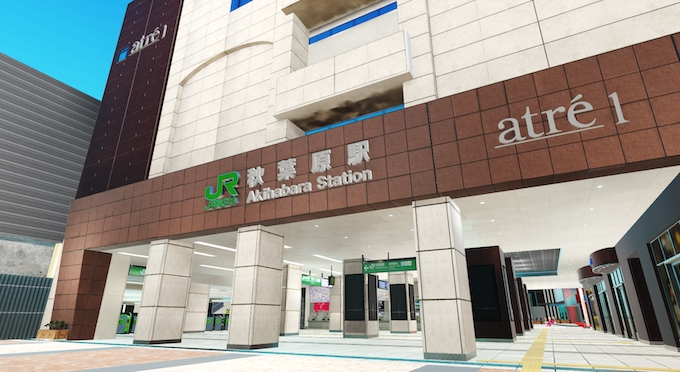 atré 1
atré 1
JR
秋葉原駅
Akihabara Station